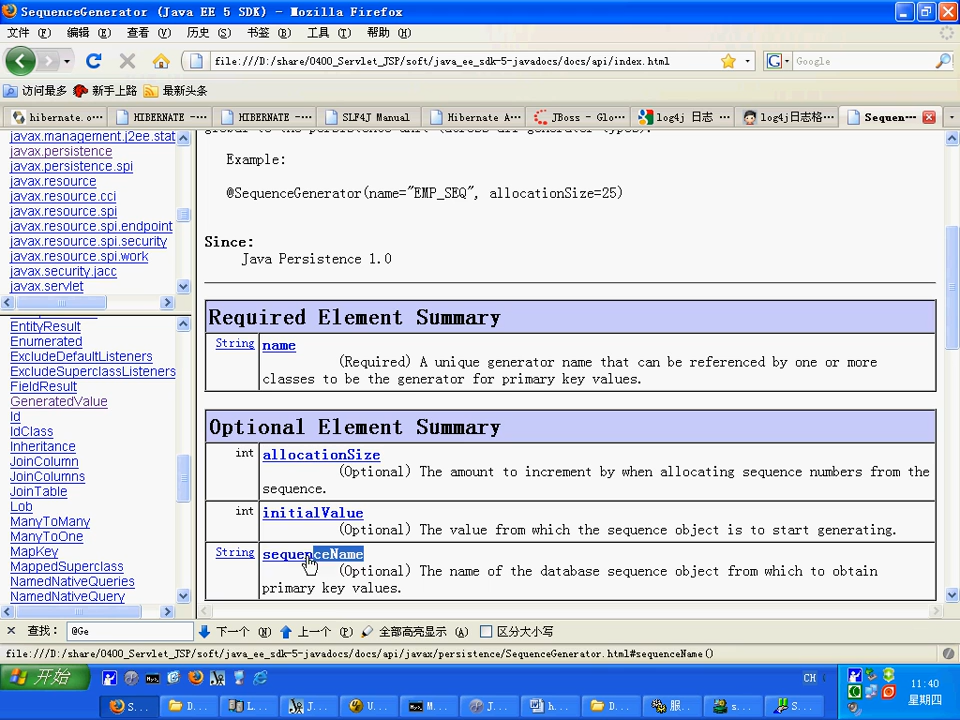 SequenceGenerator (Java EE 5 SDK) - Mozilla Firefox
文件 (F) 编辑 (E) 查看 (V) 历史 (S) 书签 (B) 工具 (T) 帮助 (H)
file:///D:/share/0400_Servlet_JSP/soft/java_ee_sdk-5-javadocs/docs/api/index.html
Google
访问最多 新手上路 最新头条
hibernate.o··· HIBERNATE -··· HIBERNATE -··· SLF4J Manual Hibernate A··· JBoss - Glo··· log4j 日志 ··· log4j日志格··· Sequen···
javax.management.j2ee.stat
javax.persistence
javax.persistence.spi
javax.resource
javax.resource.cci
javax.resource.spi
javax.resource.spi.endpoint
javax.resource.spi.security
javax.resource.spi.work
javax.security.jacc
javax.servlet
EntityResult
Enumerated
ExcludeDefaultListeners
ExcludeSuperclassListeners
FieldResult
GeneratedValue
Id
IdClass
Inheritance
JoinColumn
JoinColumns
JoinTable
Lob
ManyToMany
ManyToOne
MapKey
MappedSuperclass
NamedNativeQueries
NamedNativeQuery
global to the persistence unit (across all generator types).
Example:
@SequenceGenerator(name="EMP_SEQ", allocationSize=25)
Since:
Java Persistence 1.0
Required Element Summary
String name
(Required) A unique generator name that can be referenced by one or more
classes to be the generator for primary key values.
Optional Element Summary
int allocationSize
(Optional) The amount to increment by when allocating sequence numbers from the
sequence.
int initialValue
(Optional) The value from which the sequence object is to start generating.
String sequenceName
(Optional) The name of the database sequence object from which to obtain
primary key values.
查找: @Ge 下一个 (N) 上一个 (P) 全部高亮显示 (A) 区分大小写
file:///D:/share/0400_Servlet_JSP/soft/java_ee_sdk-5-javadocs/docs/api/javax/persistence/SequenceGenerator.html#sequenceName()
开始 CH 11:40
星期四
S... D... L... J... U... M... J... h... D... 服... s... S...